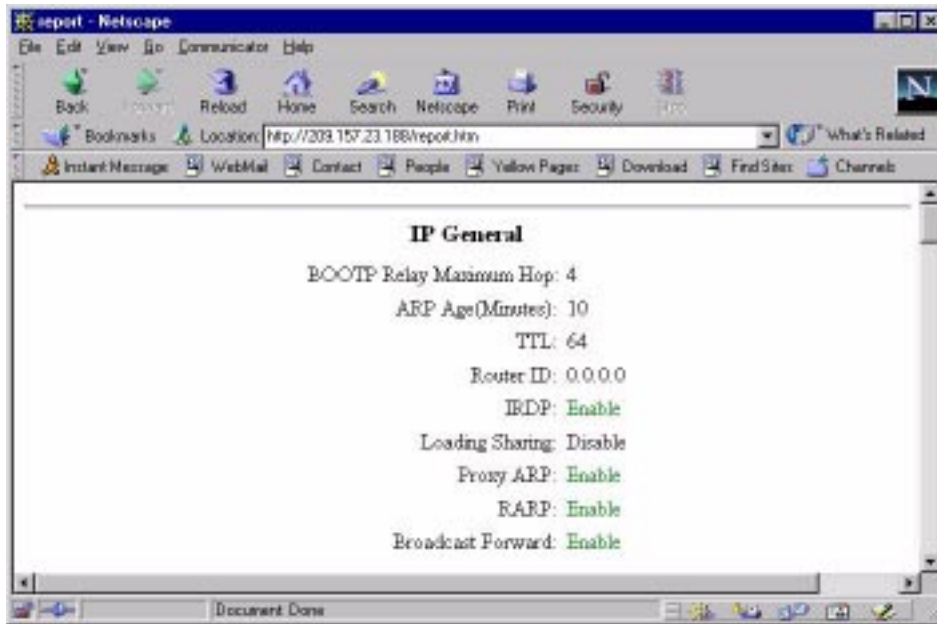 report - Netscape
File Edit View Go Communicator Help
Back Forward Reload Home Search Netscape Print Security Stop
Bookmarks Location: http://209.157.23.188/report.htm What's Related
Instant Message WebMail Contact People Yellow Pages Download Find Sites Channels
IP General
BOOTP Relay Maximum Hop: 4
ARP Age(Minutes): 10
TTL: 64
Router ID: 0.0.0.0
IRDP: Enable
Loading Sharing: Disable
Proxy ARP: Enable
RARP: Enable
Broadcast Forward: Enable
Document Done